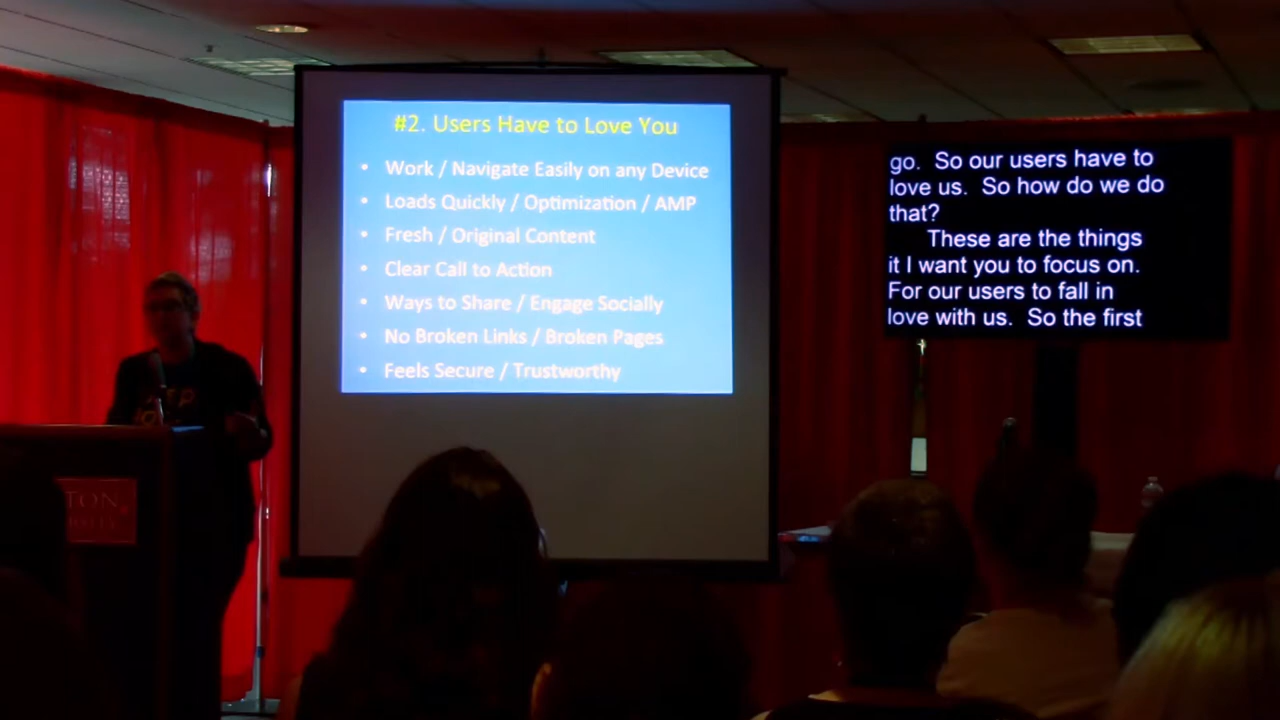 #2. Users Have to Love You
• Work / Navigate Easily on any Device
• Loads Quickly / Optimization / AMP
• Fresh / Original Content
• Clear Call to Action
• Ways to Share / Engage Socially
• No Broken Links / Broken Pages
• Feels Secure / Trustworthy
go. So our users have to
love us. So how do we do
that?
These are the things
it I want you to focus on.
For our users to fall in
love with us. So the first
TON